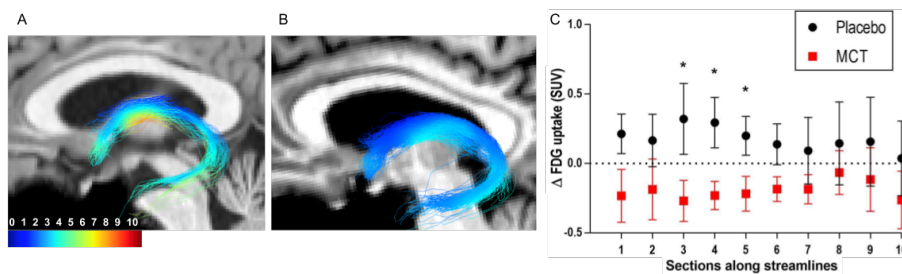 A
B
C
0 1 2 3 4 5 6 7 8 9 10
Δ FDG uptake (SUV)
1.0
0.5
0.0
-0.5
Placebo
MCT
* * *
1 2 3 4 5 6 7 8 9 10
Sections along streamlines